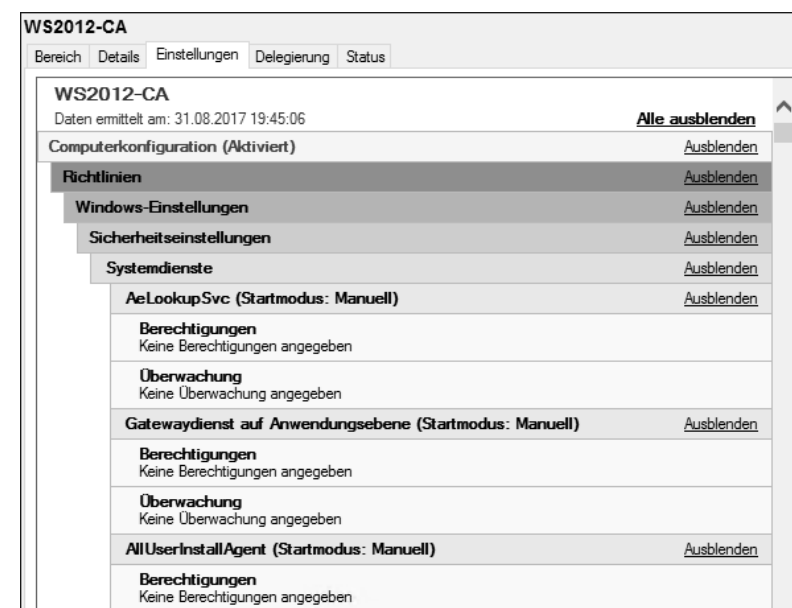 WS2012-CA
Bereich Details Einstellungen Delegierung Status
WS2012-CA
Daten ermittelt am: 31.08.2017 19:45:06 Alle ausblenden
Computerkonfiguration (Aktiviert) Ausblenden
Richtlinien Ausblenden
Windows-Einstellungen Ausblenden
Sicherheitseinstellungen Ausblenden
Systemdienste Ausblenden
AeLookupSvc (Startmodus: Manuell) Ausblenden
Berechtigungen
Keine Berechtigungen angegeben
Überwachung
Keine Überwachung angegeben
Gatewaydienst auf Anwendungsebene (Startmodus: Manuell) Ausblenden
Berechtigungen
Keine Berechtigungen angegeben
Überwachung
Keine Überwachung angegeben
AllUserInstallAgent (Startmodus: Manuell) Ausblenden
Berechtigungen
Keine Berechtigungen angegeben